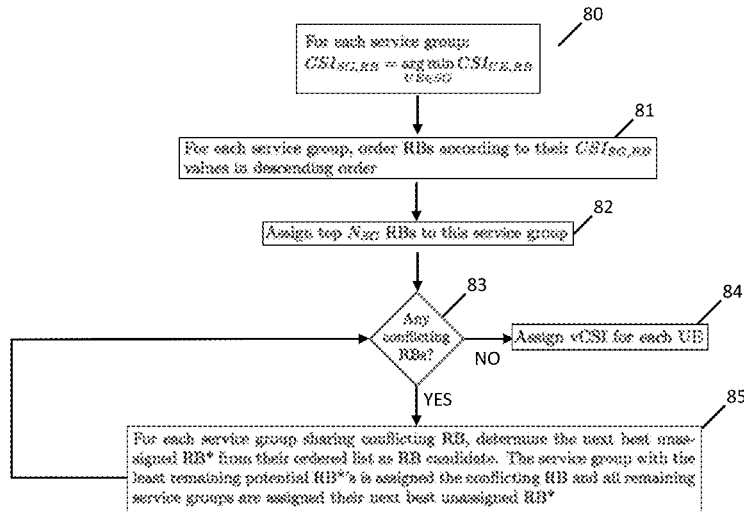 80
For each service group:
CSI_{SG,RB} = arg min CSI_{UE,RB}
UE∈SG
81
For each service group, order RBs according to their CSI_{SG,RB}
values in descending order
82
Assign top N_{SG} RBs to this service group
83
Any
conflicting
RBs?
84
NO
Assign vCSI for each UE
YES
85
For each service group sharing conflicting RB, determine the next best unas-
signed RB* from their ordered list as RB candidate. The service group with the
least remaining potential RB*'s is assigned the conflicting RB and all remaining
service groups are assigned their next best unassigned RB*